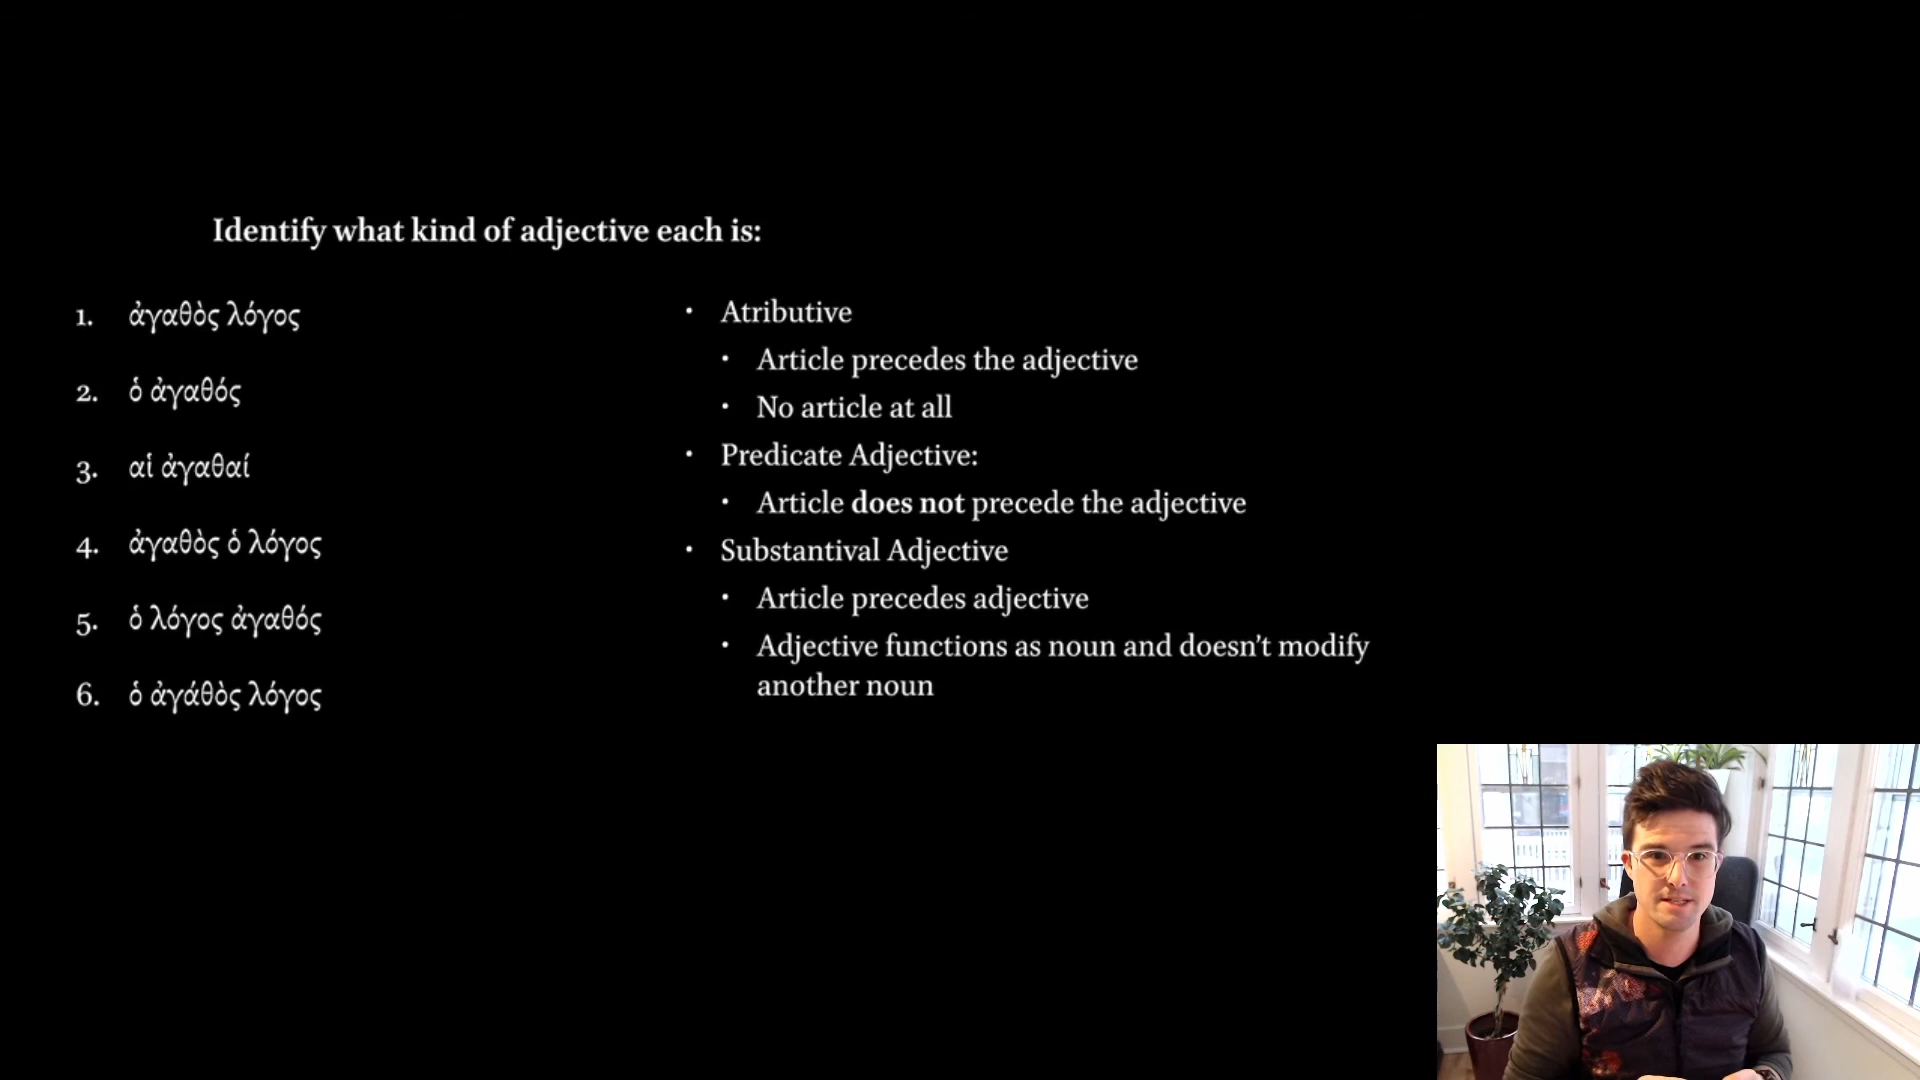 Identify what kind of adjective each is:
1. ἀγαθὸς λόγος
2. ὁ ἀγαθός
3. αἱ ἀγαθαί
4. ἀγαθὸς ὁ λόγος
5. ὁ λόγος ἀγαθός
6. ὁ ἀγάθὸς λόγος
• Atributive
• Article precedes the adjective
• No article at all
• Predicate Adjective:
• Article does not precede the adjective
• Substantival Adjective
• Article precedes adjective
• Adjective functions as noun and doesn't modify
another noun